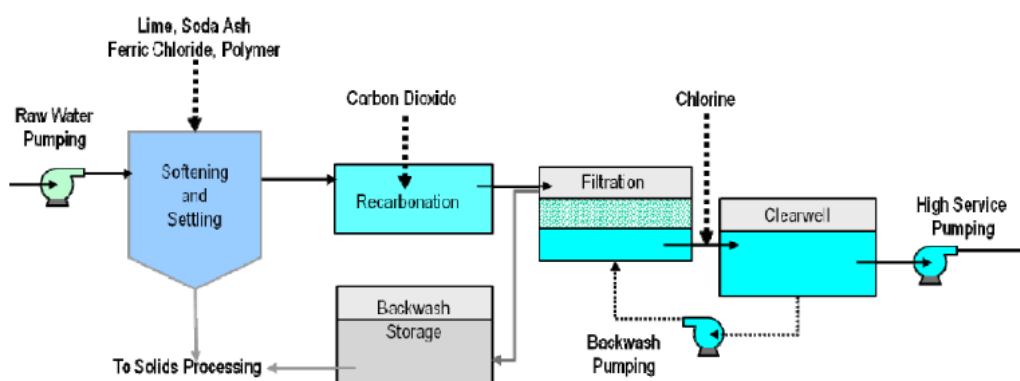 Lime, Soda Ash
Ferric Chloride, Polymer
Carbon Dioxide
Chlorine
Raw Water
Pumping
Softening
and
Settling
Recarbonation
Filtration
Clearwell
High Service
Pumping
Backwash
Storage
Backwash
Pumping
To Solids Processing